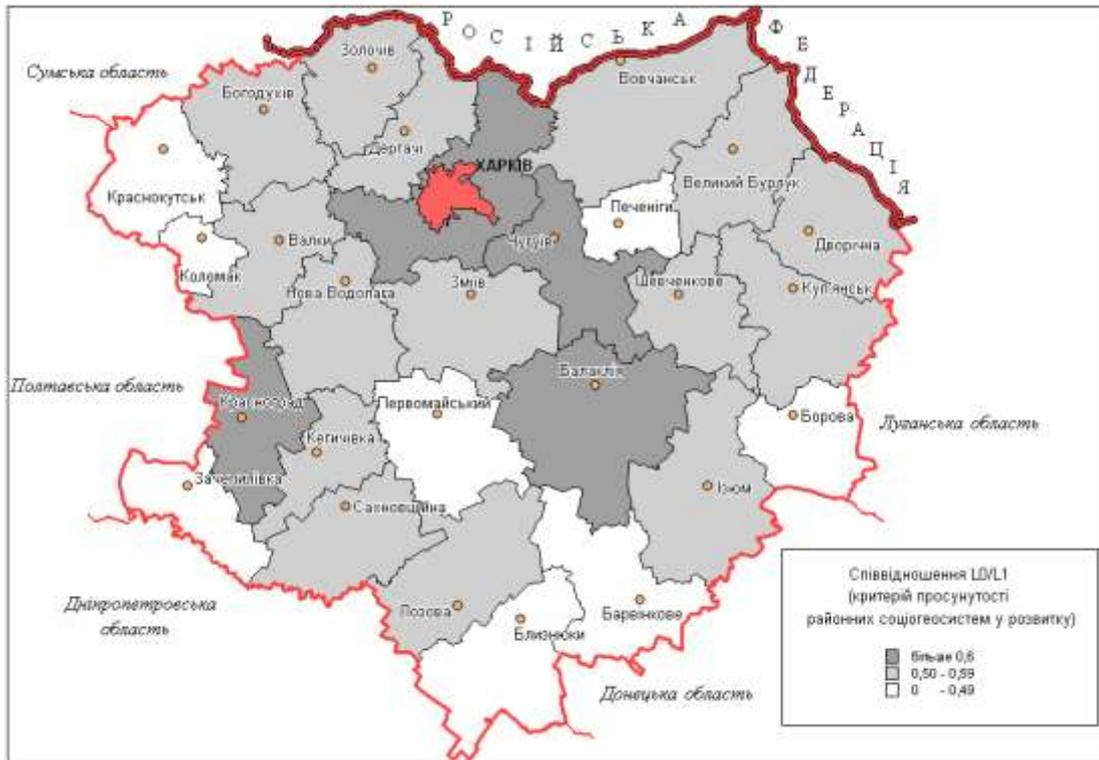 РОСІЙСЬКА ФЕДЕРАЦІЯ
Сумська область
Золочів
Вовчанськ
Богодухів
Дергачі
ХАРКІВ
Великий Бурлук
Краснокутськ
Печеніги
Валки
Чугуїв
Дворічна
Коломак
Нова Водолага
Зміїв
Шевченкове
Куп'янськ
Полтавська область
Балаклія
Красноград
Первомайський
Борова
Луганська область
Кегичівка
Зачепилівка
Ізюм
Сахновщина
Дніпропетровська
область
Лозова
Барвінкове
Близнюки
Донецька область
Співвідношення L0/L1
(критерій просунутості
районних соціогеосистем у розвитку)
більше 0,6
0,50 - 0,59
0 - 0,49